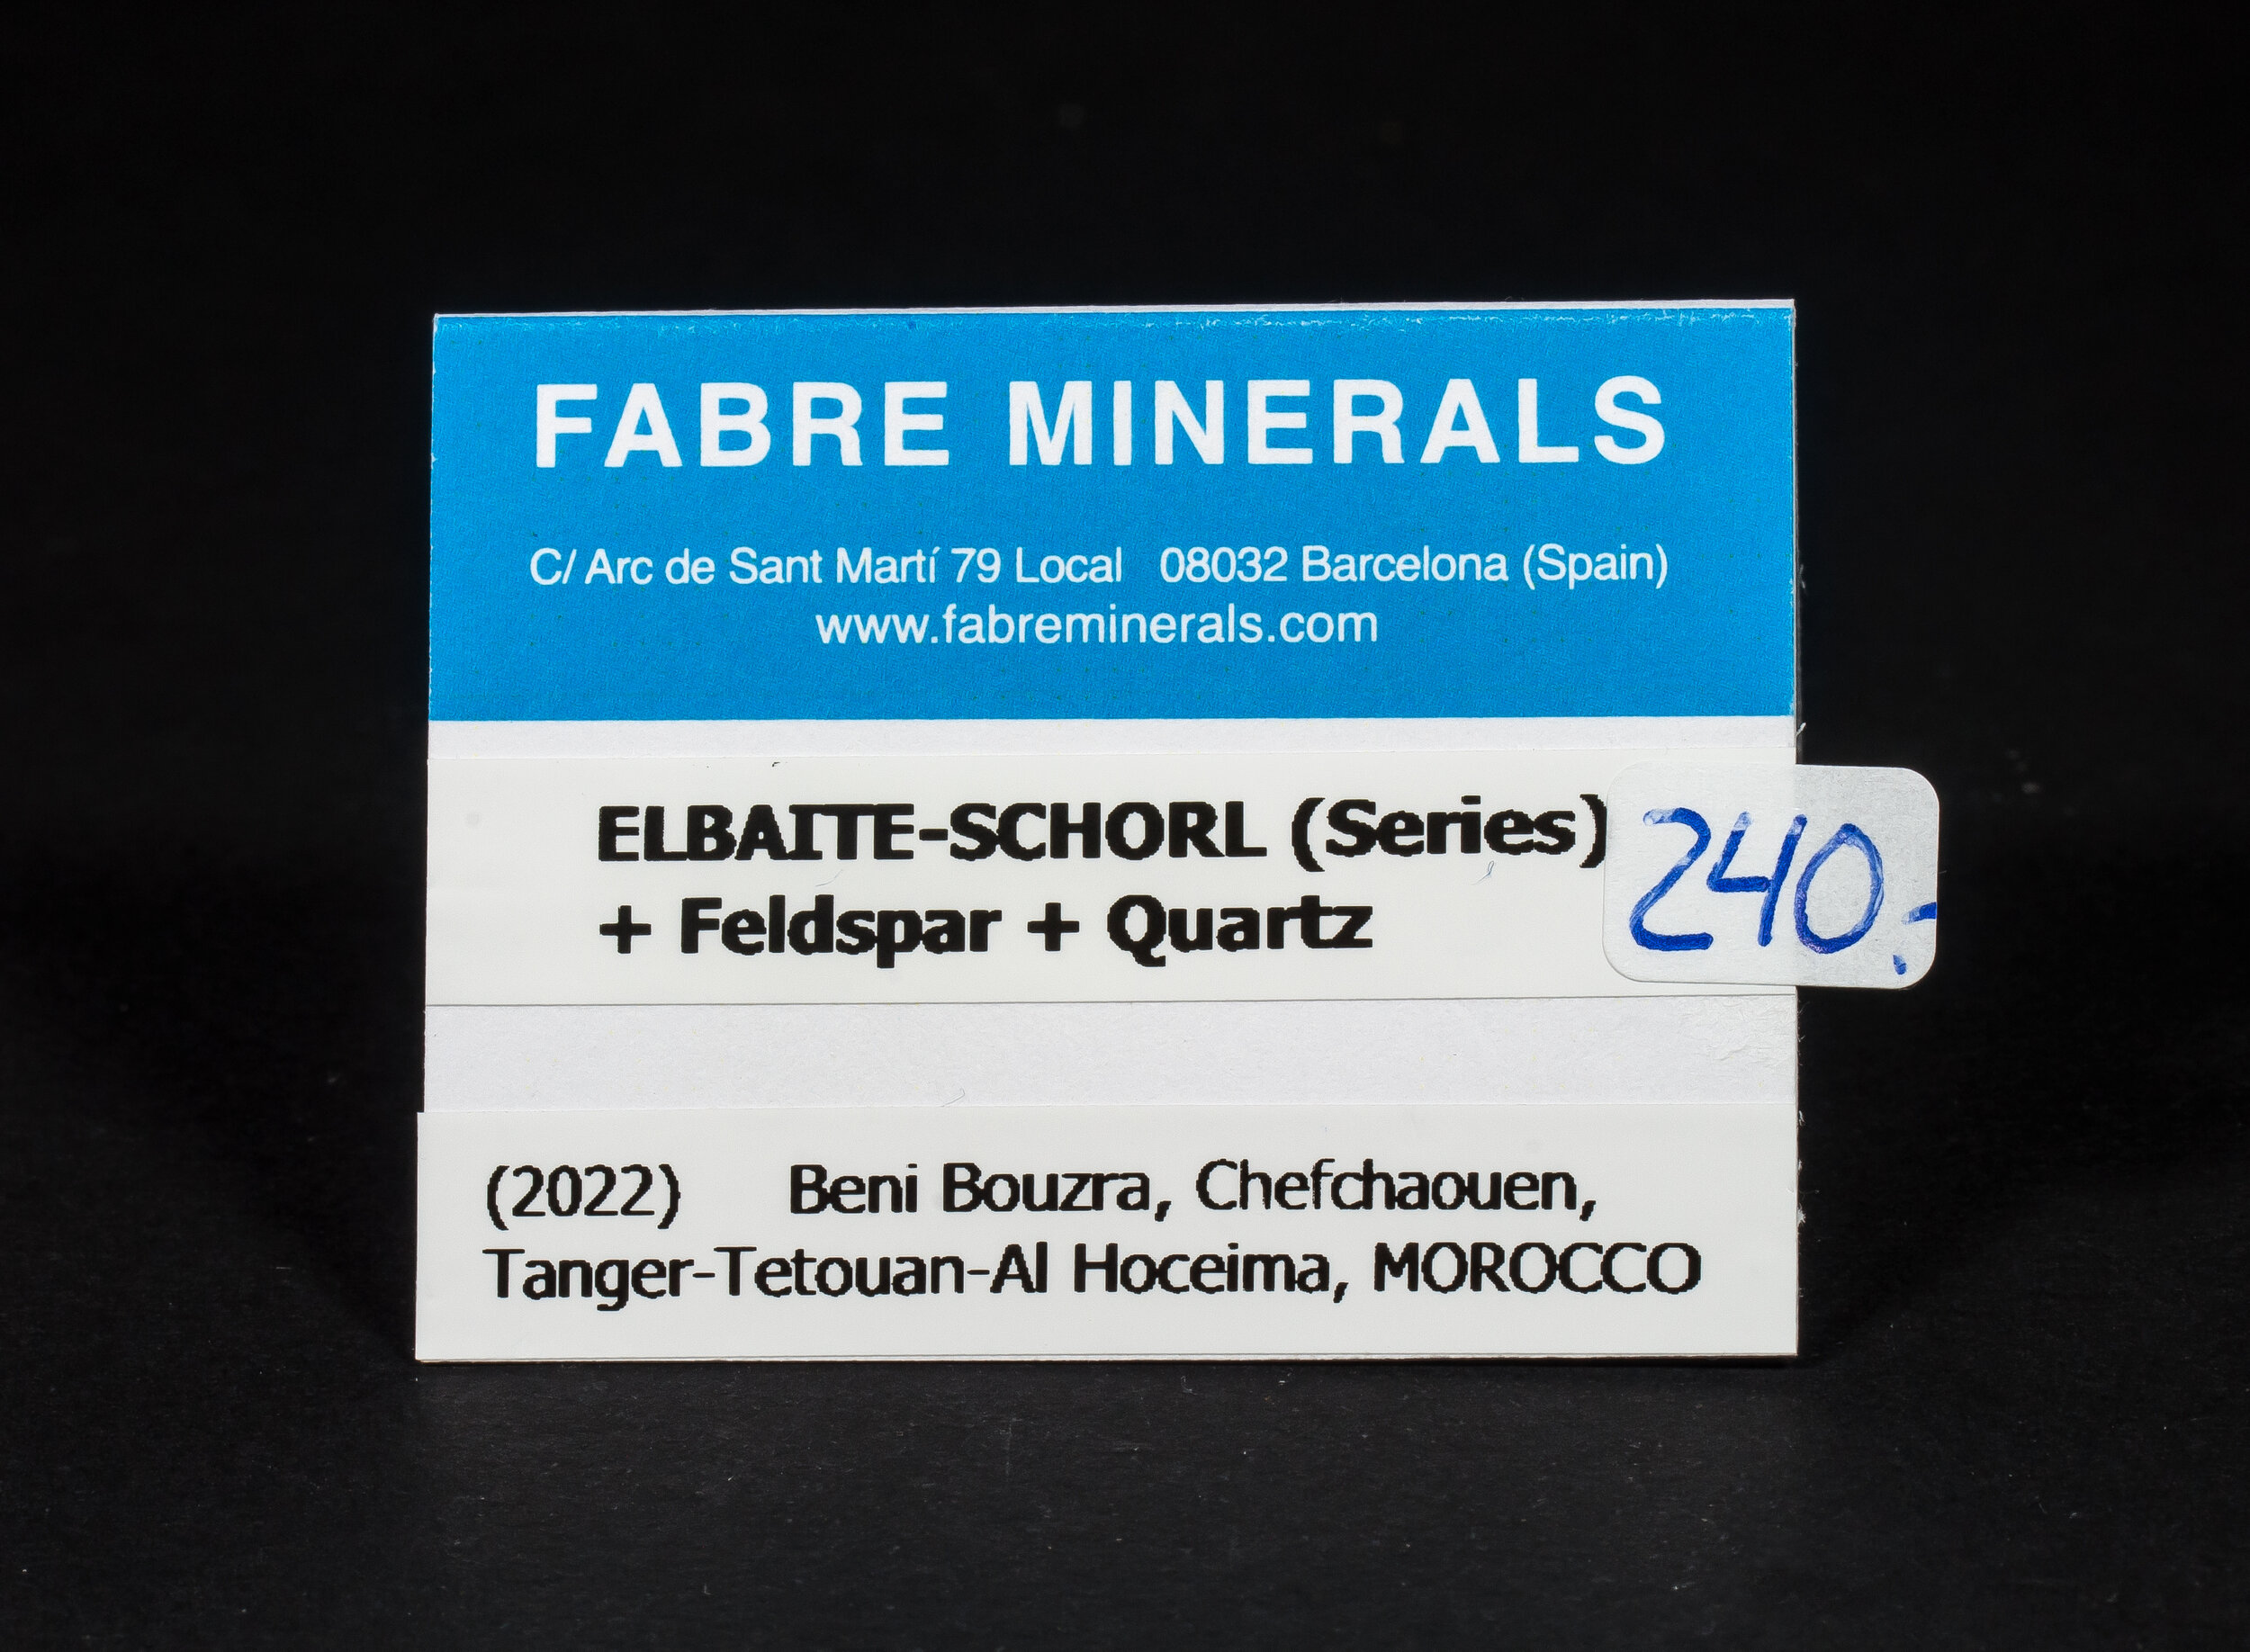 FABRE MINERALS
C/ Arc de Sant Martí 79 Local 08032 Barcelona (Spain)
www.fabreminerals.com
ELBAITE-SCHORL (Series)
240.-
+ Feldspar + Quartz
(2022) Beni Bouzra, Chefchaouen,
Tanger-Tetouan-Al Hoceima, MOROCCO